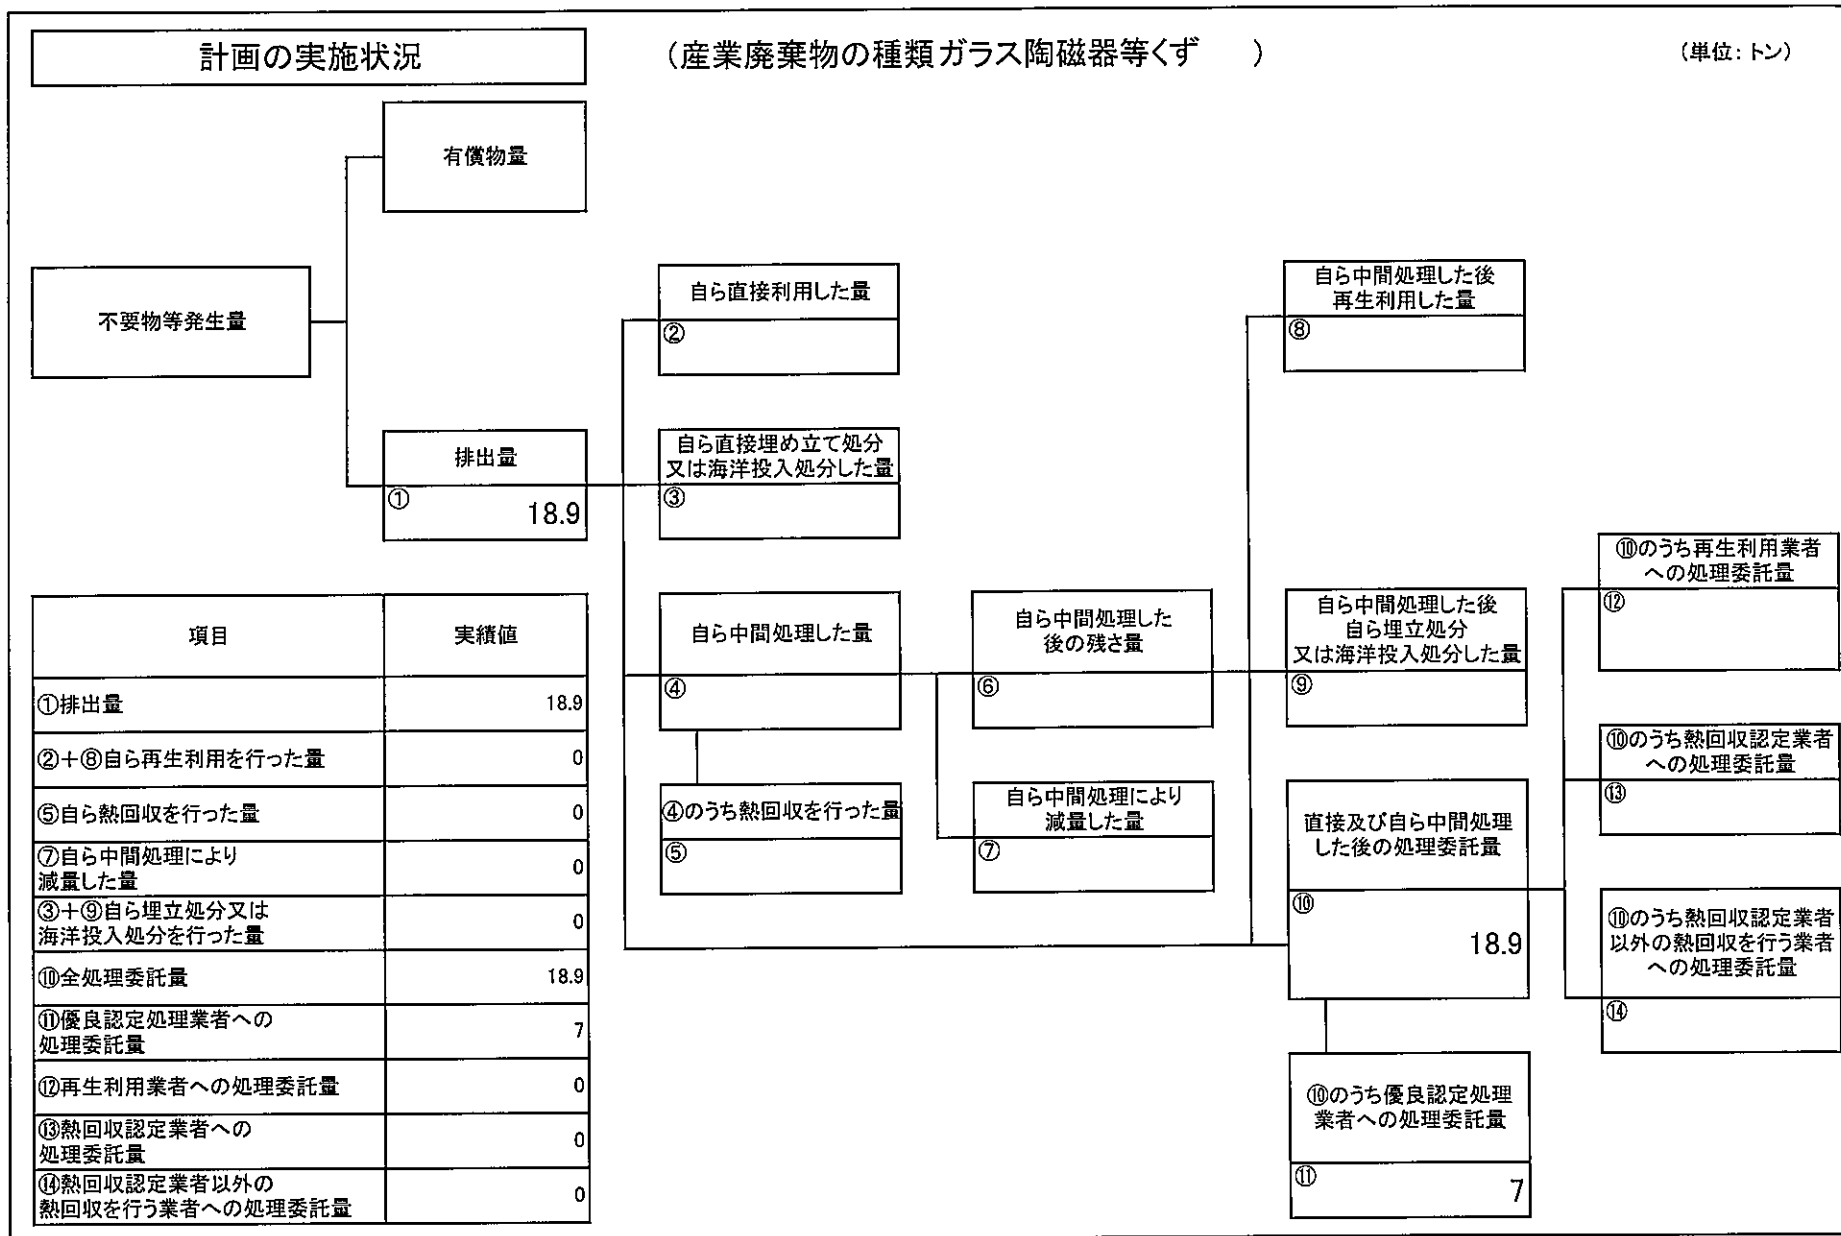 計画の実施状況
（産業廃棄物の種類ガラス陶磁器等くず　　）
（単位：トン）
有償物量
不要物等発生量
排出量
①
18.9
自ら直接利用した量
②
自ら直接埋め立て処分
又は海洋投入処分した量
③
自ら中間処理した量
④
④のうち熱回収を行った量
⑤
自ら中間処理した
後の残さ量
⑥
自ら中間処理により
減量した量
⑦
自ら中間処理した後
再生利用した量
⑧
自ら中間処理した後
自ら埋立処分
又は海洋投入処分した量
⑨
直接及び自ら中間処理
した後の処理委託量
⑩
18.9
⑩のうち優良認定処理
業者への処理委託量
⑪
7
⑩のうち再生利用業者
への処理委託量
⑫
⑩のうち熱回収認定業者
への処理委託量
⑬
⑩のうち熱回収認定業者
以外の熱回収を行う業者
への処理委託量
⑭
項目 実績値
①排出量 18.9
②＋⑧自ら再生利用を行った量 0
⑤自ら熱回収を行った量 0
⑦自ら中間処理により
減量した量 0
③＋⑨自ら埋立処分又は
海洋投入処分を行った量 0
⑩全処理委託量 18.9
⑪優良認定処理業者への
処理委託量 7
⑫再生利用業者への処理委託量 0
⑬熱回収認定業者への
処理委託量 0
⑭熱回収認定業者以外の
熱回収を行う業者への処理委託量 0